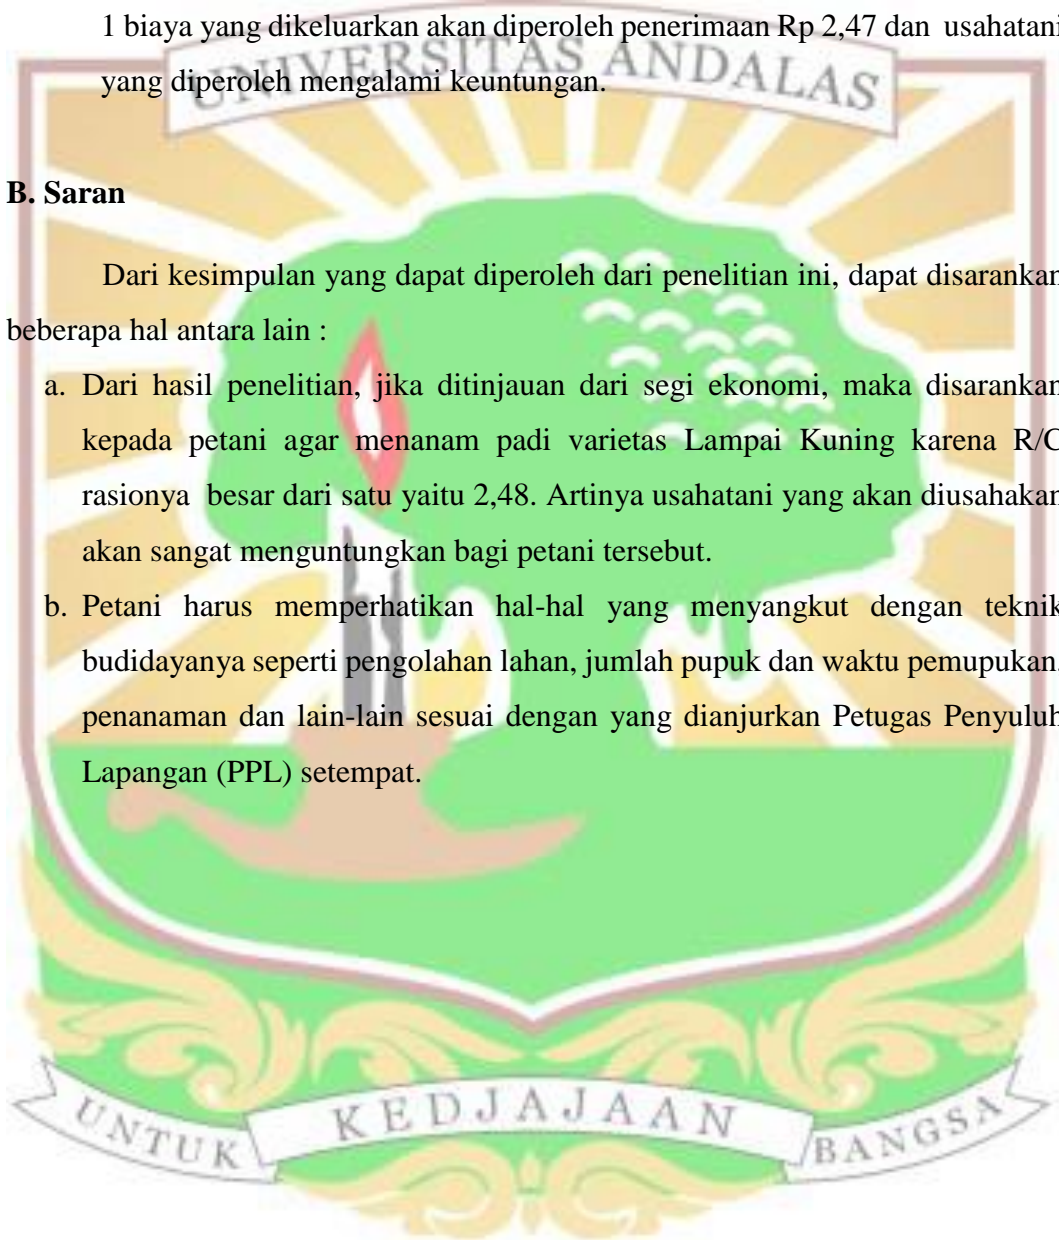 1 biaya yang dikeluarkan akan diperoleh penerimaan Rp 2,47 dan usahatani
yang diperoleh mengalami keuntungan.
UNIVERSITAS ANDALAS
B. Saran
Dari kesimpulan yang dapat diperoleh dari penelitian ini, dapat disarankan
beberapa hal antara lain :
a. Dari hasil penelitian, jika ditinjauan dari segi ekonomi, maka disarankan
kepada petani agar menanam padi varietas Lampai Kuning karena R/C
rasionya besar dari satu yaitu 2,48. Artinya usahatani yang akan diusahakan
akan sangat menguntungkan bagi petani tersebut.
b. Petani harus memperhatikan hal-hal yang menyangkut dengan teknik
budidayanya seperti pengolahan lahan, jumlah pupuk dan waktu pemupukan,
penanaman dan lain-lain sesuai dengan yang dianjurkan Petugas Penyuluh
Lapangan (PPL) setempat.
UNTUK KEDJAJAAN BANGSA